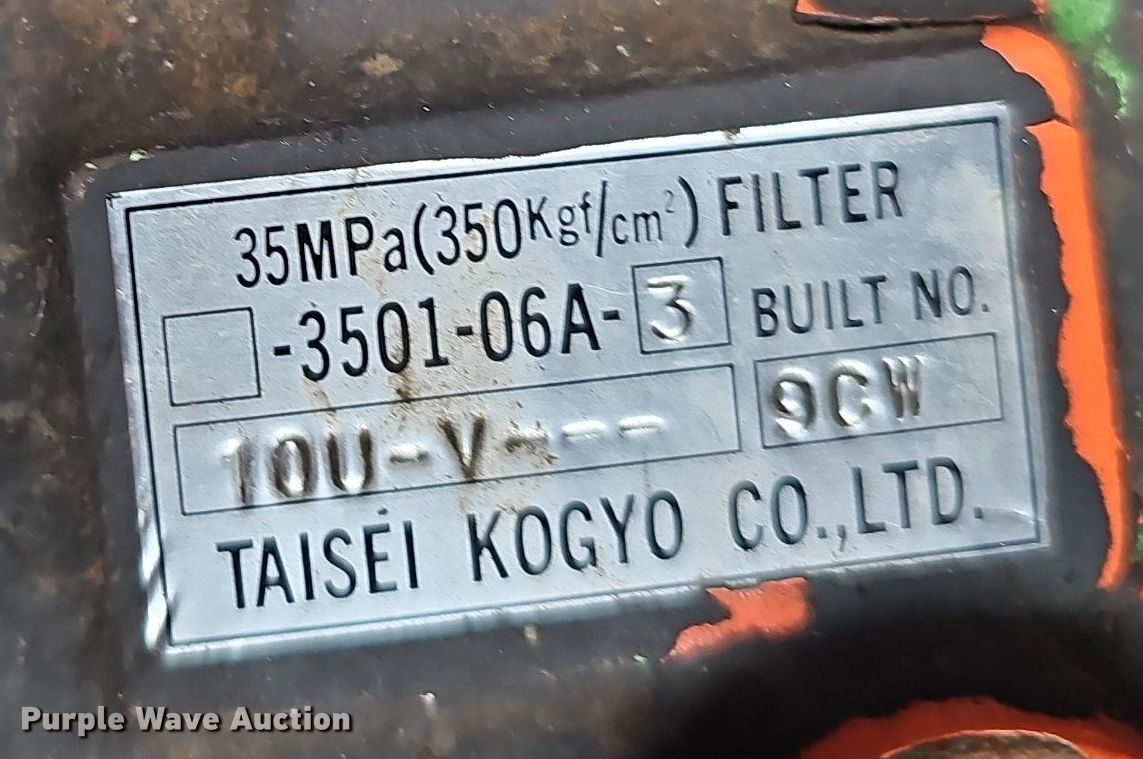 35MPa(350Kgf/cm²) FILTER
-3501-06A-3 BUILT NO.
10U-V--- 9CW
TAISEI KOGYO CO.,LTD.
Purple Wave Auction